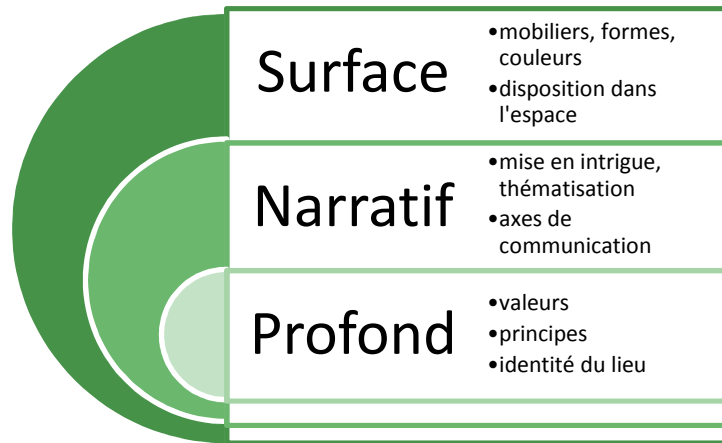 Surface
•mobiliers, formes,
couleurs
•disposition dans
l'espace
Narratif
•mise en intrigue,
thématisation
•axes de
communication
Profond
•valeurs
•principes
•identité du lieu